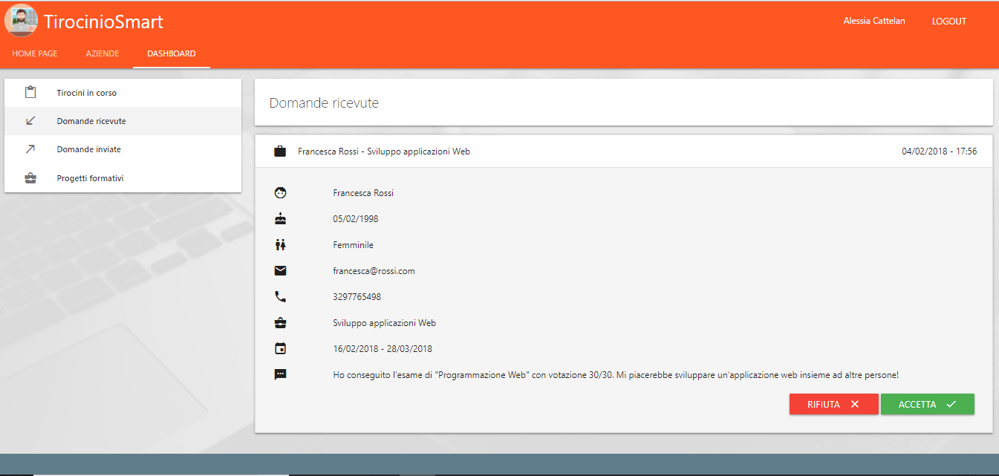 TirocinioSmart
Alessia Cattelan
LOGOUT
HOME PAGE
AZIENDE
DASHBOARD
Tirocini in corso
Domande ricevute
Domande inviate
Progetti formativi
Domande ricevute
Francesca Rossi - Sviluppo applicazioni Web
04/02/2018 - 17:56
Francesca Rossi
05/02/1998
Femminile
francesca@rossi.com
3297765498
Sviluppo applicazioni Web
16/02/2018 - 28/03/2018
Ho conseguito l'esame di "Programmazione Web" con votazione 30/30. Mi piacerebbe sviluppare un'applicazione web insieme ad altre persone!
RIFIUTA
ACCETTA